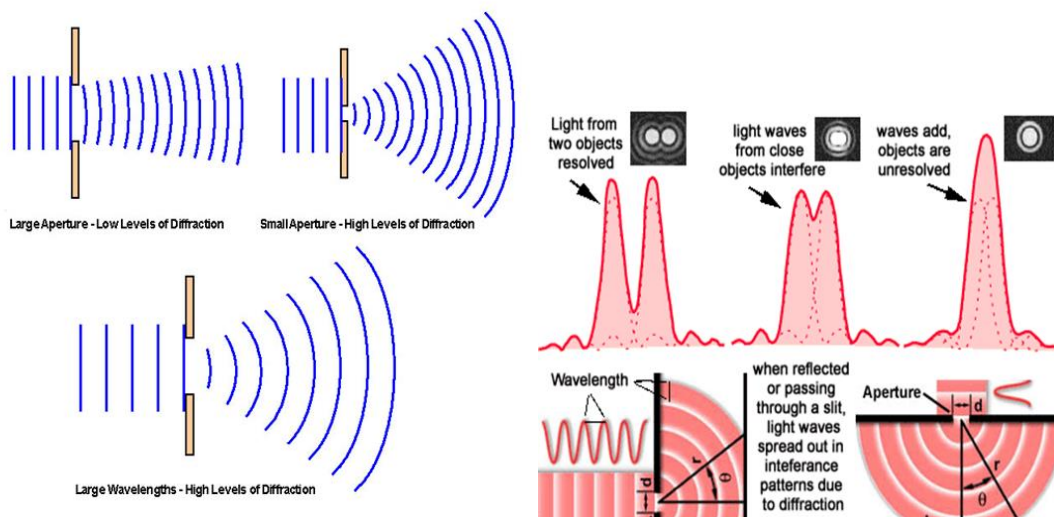 Large Aperture - Low Levels of Diffraction
Small Aperture - High Levels of Diffraction
Large Wavelengths - High Levels of Diffraction
Light from
two objects
resolved
light waves
from close
objects interfere
waves add,
objects are
unresolved
Wavelength
d
r
θ
when reflected
or passing
through a slit,
light waves
spread out in
inteferance
patterns due
to diffraction
Aperture
d
r
θ